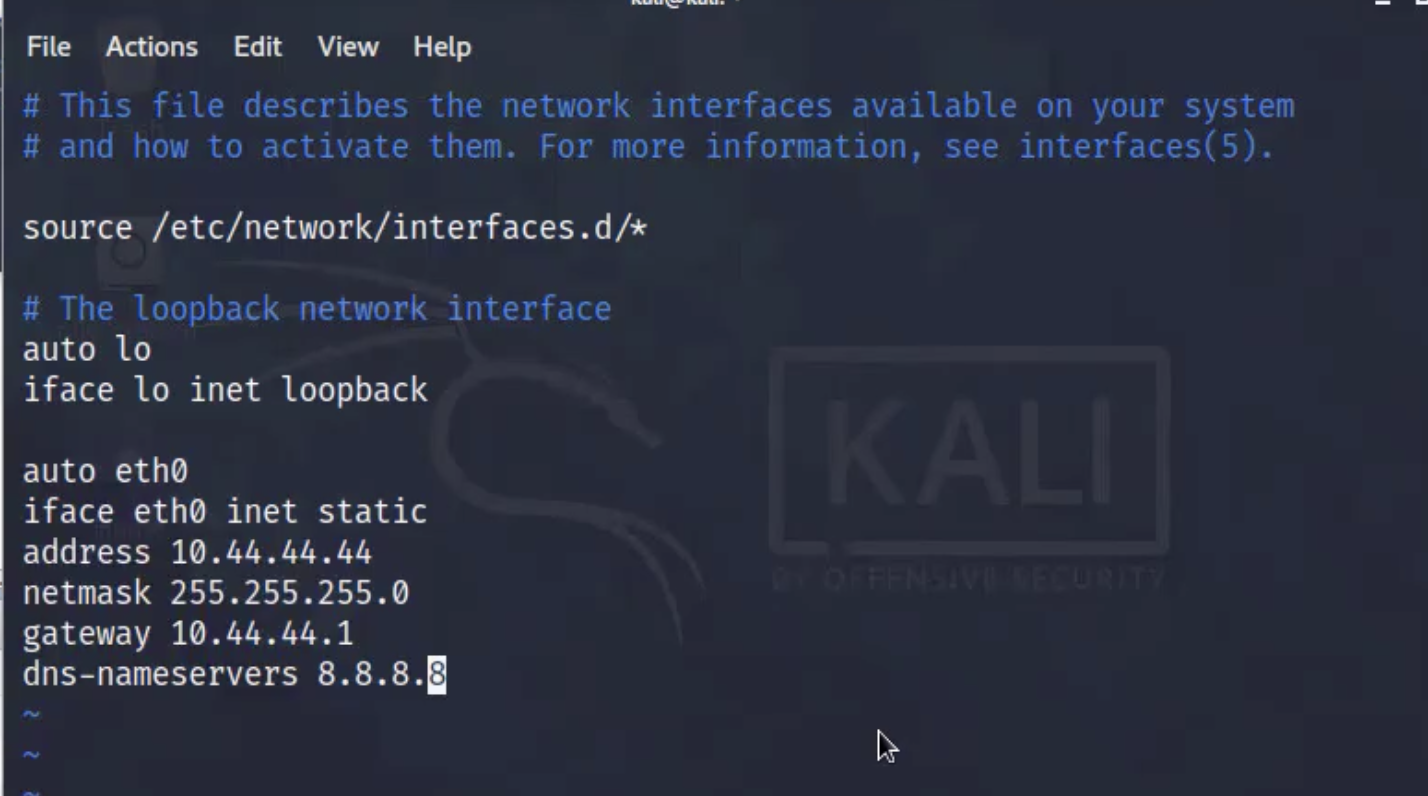 File Actions Edit View Help
# This file describes the network interfaces available on your system
# and how to activate them. For more information, see interfaces(5).
source /etc/network/interfaces.d/*
# The loopback network interface
auto lo
iface lo inet loopback
auto eth0
iface eth0 inet static
address 10.44.44.44
netmask 255.255.255.0
gateway 10.44.44.1
dns-nameservers 8.8.8.8
~
~
~
KALI
BY OFFENSIVE SECURITY